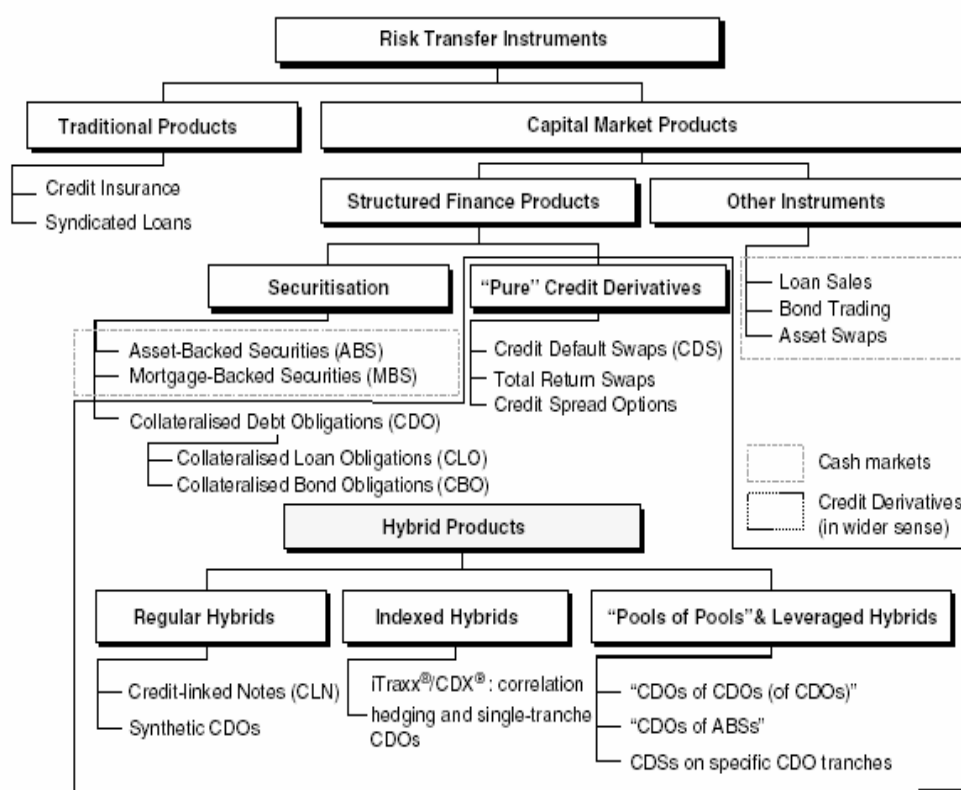 Risk Transfer Instruments
Traditional Products
Capital Market Products
Credit Insurance
Syndicated Loans
Structured Finance Products
Other Instruments
Securitisation
“Pure” Credit Derivatives
Loan Sales
Bond Trading
Asset Swaps
Asset-Backed Securities (ABS)
Mortgage-Backed Securities (MBS)
Credit Default Swaps (CDS)
Total Return Swaps
Credit Spread Options
Collateralised Debt Obligations (CDO)
Collateralised Loan Obligations (CLO)
Collateralised Bond Obligations (CBO)
Cash markets
Credit Derivatives
(in wider sense)
Hybrid Products
Regular Hybrids
Indexed Hybrids
“Pools of Pools” & Leveraged Hybrids
Credit-linked Notes (CLN)
Synthetic CDOs
iTraxx®/CDX® : correlation
hedging and single-tranche
CDOs
“CDOs of CDOs (of CDOs)”
“CDOs of ABSs”
CDSs on specific CDO tranches